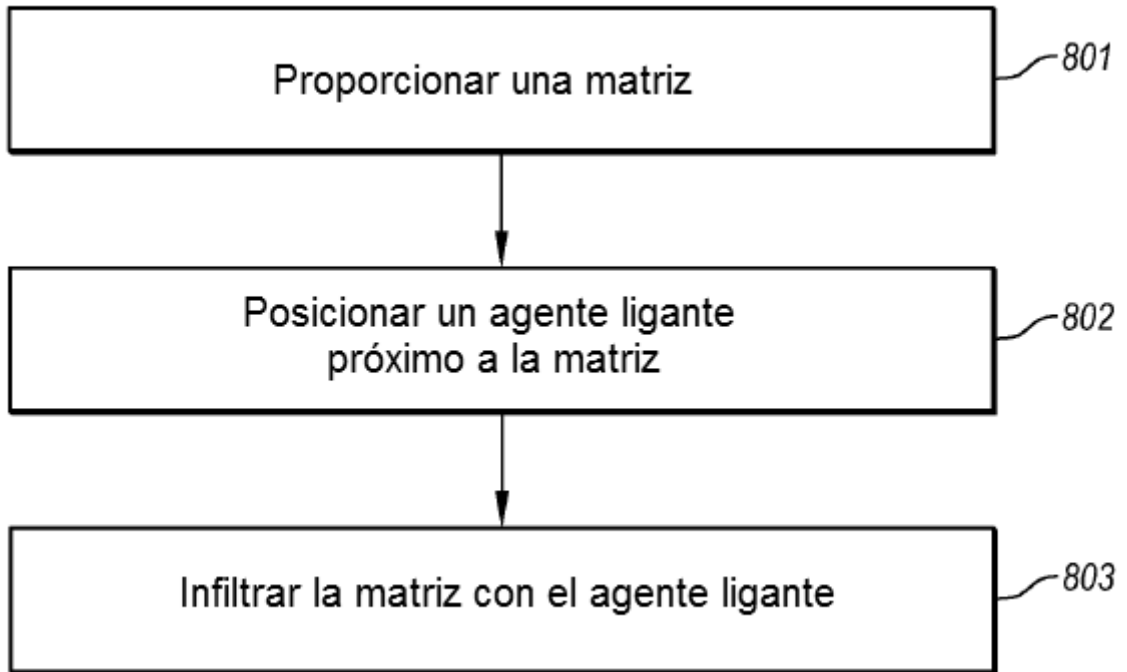 Proporcionar una matriz
801
Posicionar un agente ligante
próximo a la matriz
802
Infiltrar la matriz con el agente ligante
803